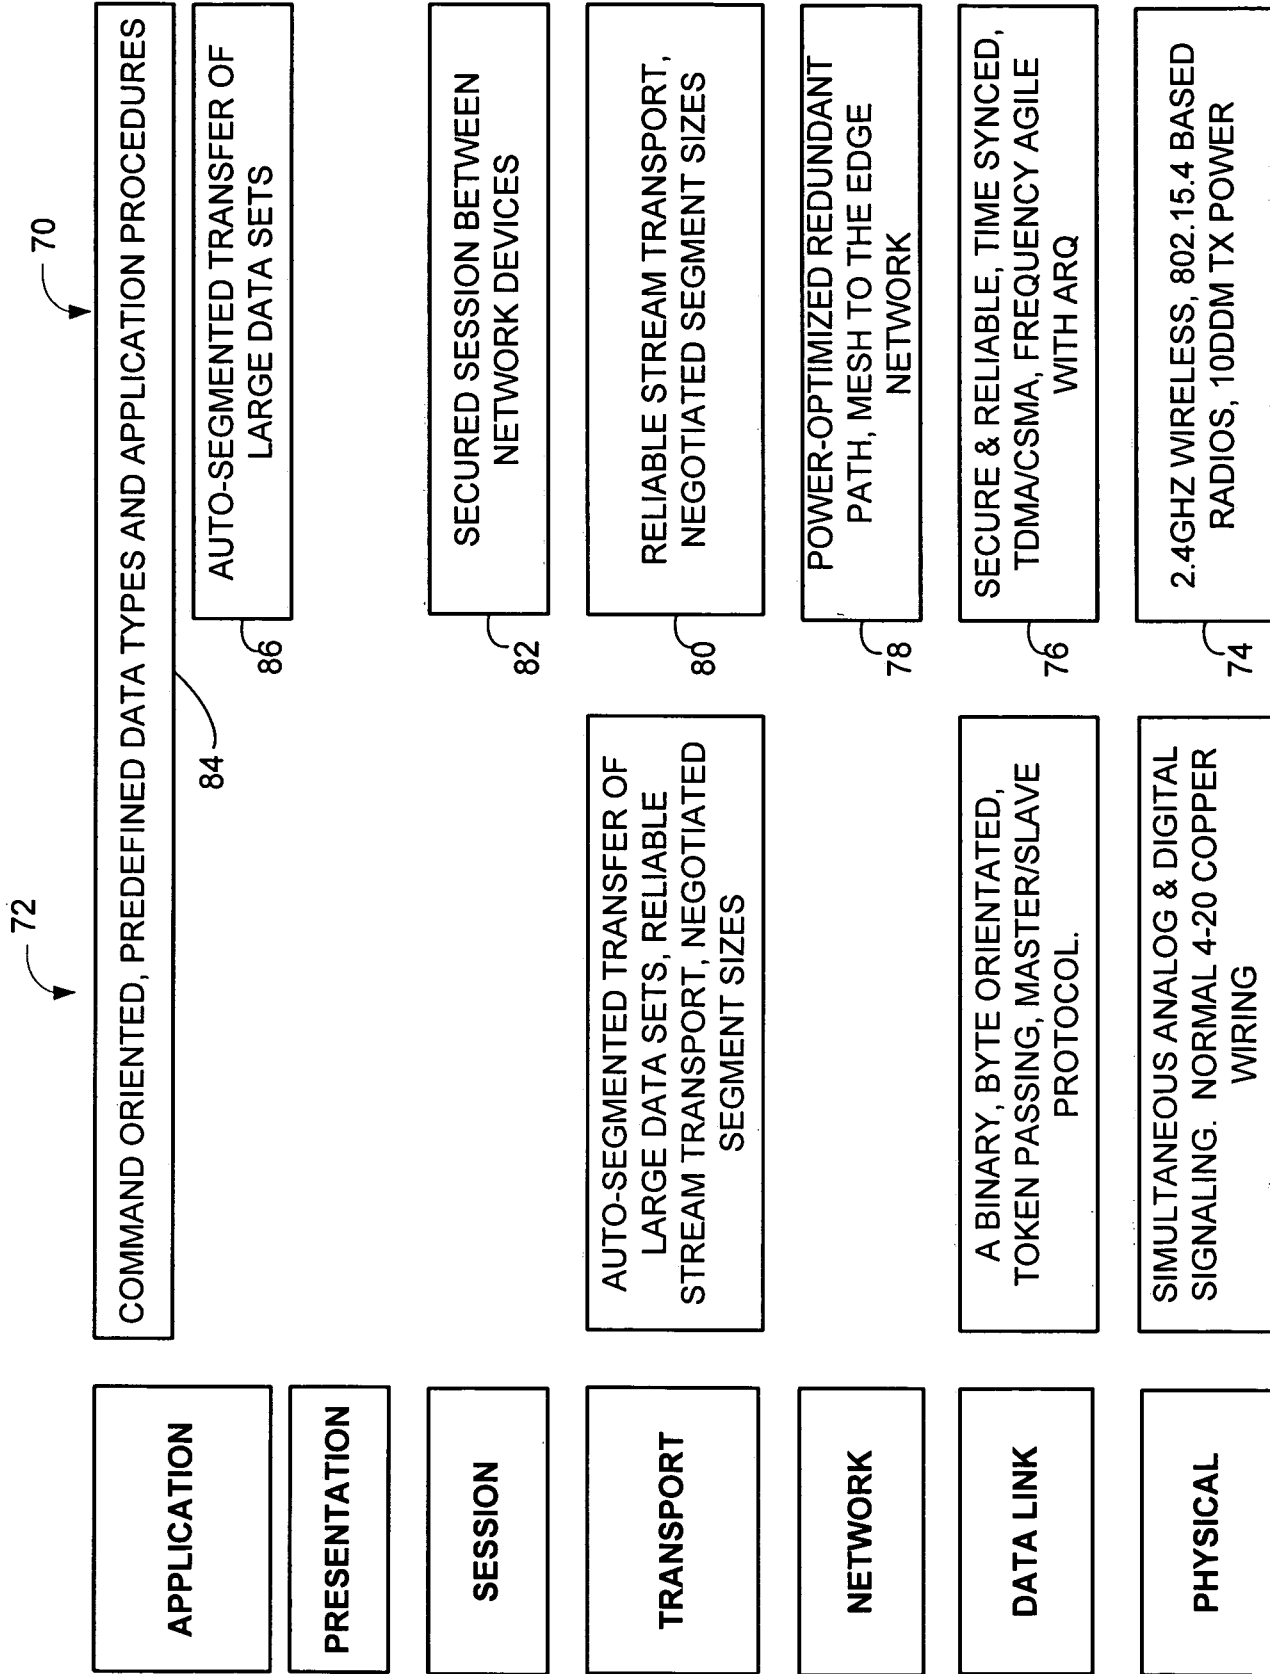 72
70
APPLICATION
COMMAND ORIENTED, PREDEFINED DATA TYPES AND APPLICATION PROCEDURES
84
AUTO-SEGMENTED TRANSFER OF
LARGE DATA SETS
86
PRESENTATION
SESSION
SECURED SESSION BETWEEN
NETWORK DEVICES
82
TRANSPORT
AUTO-SEGMENTED TRANSFER OF
LARGE DATA SETS, RELIABLE
STREAM TRANSPORT, NEGOTIATED
SEGMENT SIZES
RELIABLE STREAM TRANSPORT,
NEGOTIATED SEGMENT SIZES
80
NETWORK
POWER-OPTIMIZED REDUNDANT
PATH, MESH TO THE EDGE
NETWORK
78
DATA LINK
A BINARY, BYTE ORIENTATED,
TOKEN PASSING, MASTER/SLAVE
PROTOCOL.
SECURE & RELIABLE, TIME SYNCED,
TDMA/CSMA, FREQUENCY AGILE
WITH ARQ
76
PHYSICAL
SIMULTANEOUS ANALOG & DIGITAL
SIGNALING. NORMAL 4-20 COPPER
WIRING
2.4GHZ WIRELESS, 802.15.4 BASED
RADIOS, 10DDM TX POWER
74